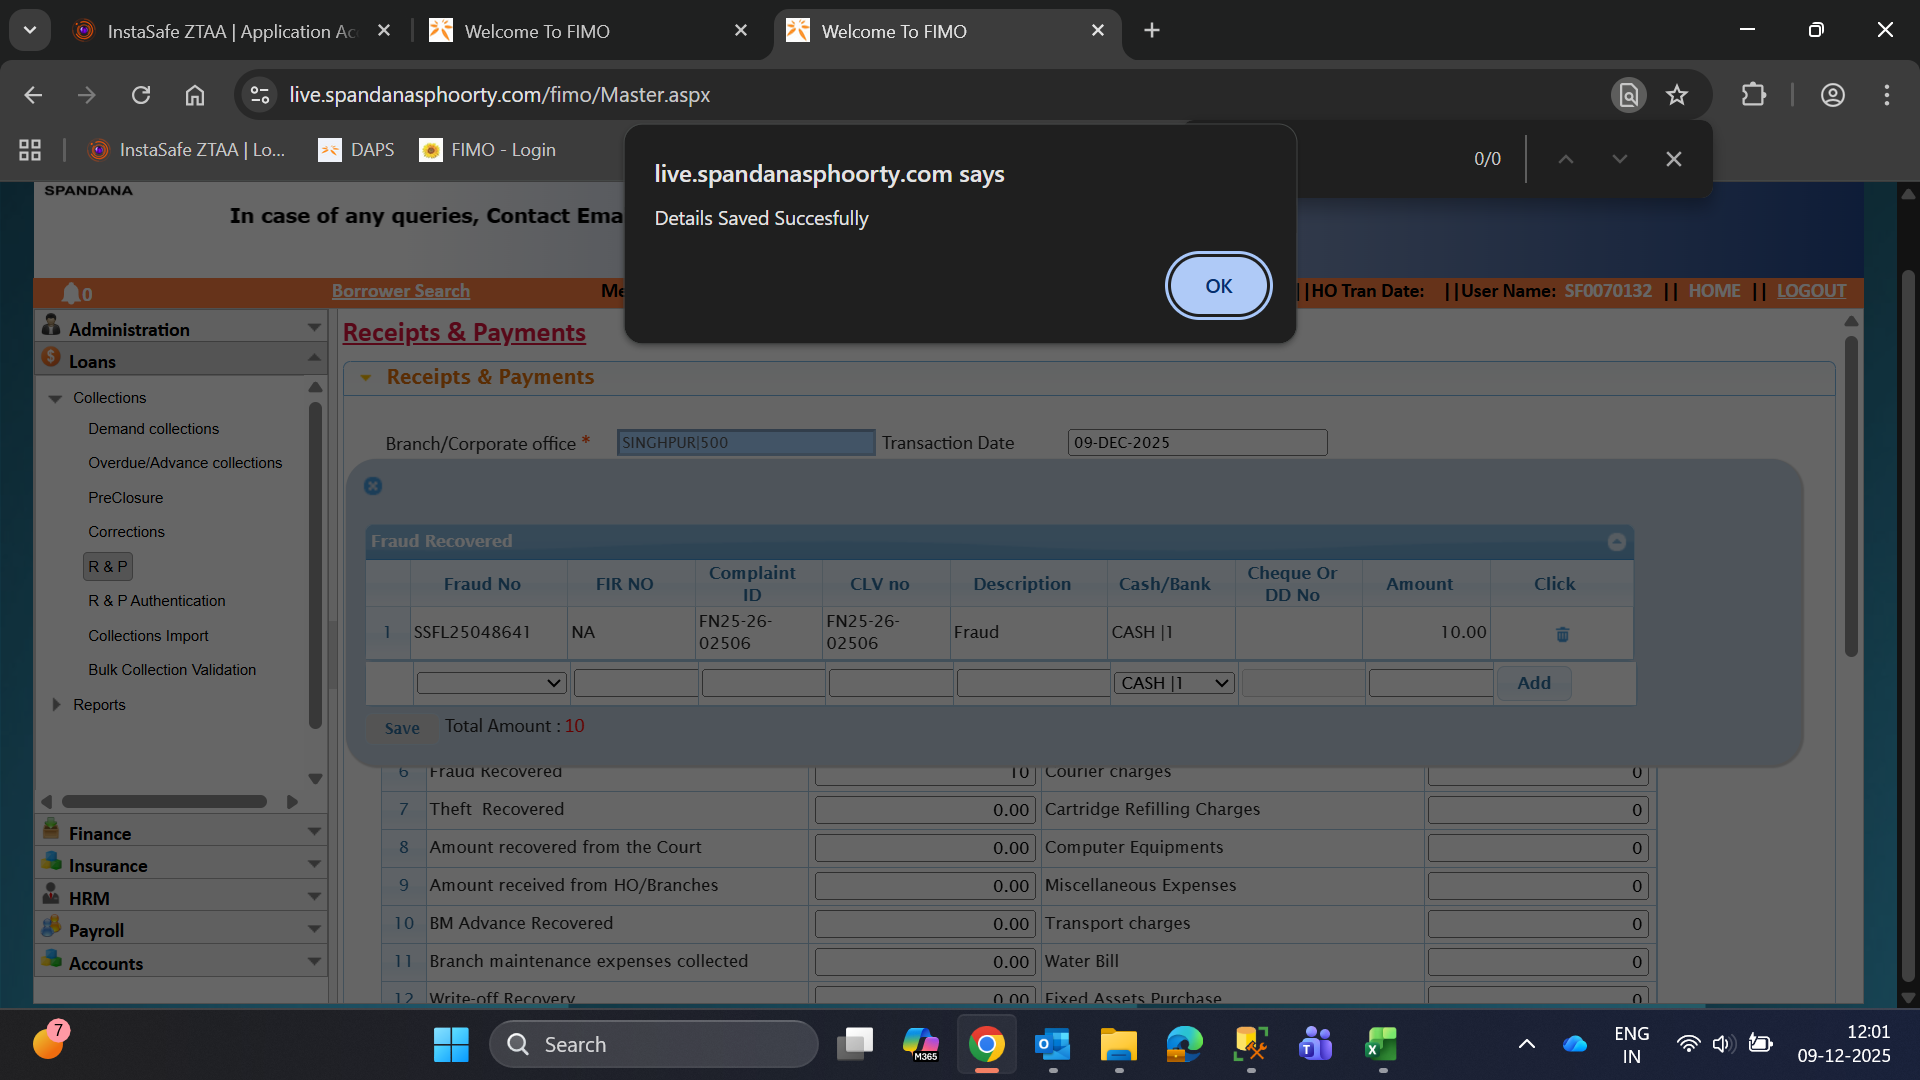 InstaSafe ZTAA | Application Ac
Welcome To FIMO
Welcome To FIMO
live.spandanasphoorty.com/fimo/Master.aspx
InstaSafe ZTAA | Lo...
DAPS
FIMO - Login
0/0
live.spandanasphoorty.com says
Details Saved Succesfully
OK
SPANDANA
In case of any queries, Contact Ema
0
Borrower Search
Me
||HO Tran Date: ||User Name: SF0070132 || HOME || LOGOUT
Administration
Loans
Collections
Demand collections
Overdue/Advance collections
PreClosure
Corrections
R & P
R & P Authentication
Collections Import
Bulk Collection Validation
Reports
Finance
Insurance
HRM
Payroll
Accounts
Receipts & Payments
Receipts & Payments
Branch/Corporate office * SINGHPUR|500 Transaction Date 09-DEC-2025
Fraud Recovered
Fraud No FIR NO Complaint ID CLV no Description Cash/Bank Cheque Or DD No Amount Click
1 SSFL25048641 NA FN25-26-02506 FN25-26-02506 Fraud CASH |1 10.00
CASH |1 Add
Save Total Amount : 10
6 Fraud Recovered 10 Courier charges 0
7 Theft Recovered 0.00 Cartridge Refilling Charges 0
8 Amount recovered from the Court 0.00 Computer Equipments 0
9 Amount received from HO/Branches 0.00 Miscellaneous Expenses 0
10 BM Advance Recovered 0.00 Transport charges 0
11 Branch maintenance expenses collected 0.00 Water Bill 0
12 Write-off Recovery 0.00 Fixed Assets Purchase 0
7
Search
M365
ENG
IN
12:01
09-12-2025